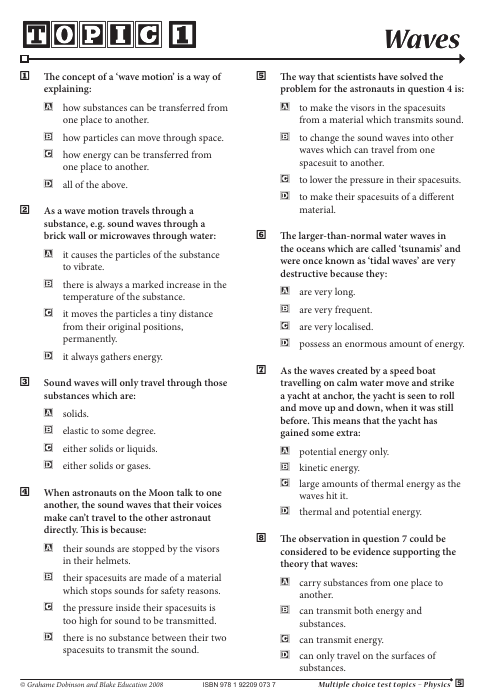 TOPIC 1
Waves
1 The concept of a 'wave motion' is a way of
explaining:
A how substances can be transferred from
one place to another.
B how particles can move through space.
C how energy can be transferred from
one place to another.
D all of the above.
2 As a wave motion travels through a
substance, e.g. sound waves through a
brick wall or microwaves through water:
A it causes the particles of the substance
to vibrate.
B there is always a marked increase in the
temperature of the substance.
C it moves the particles a tiny distance
from their original positions,
permanently.
D it always gathers energy.
3 Sound waves will only travel through those
substances which are:
A solids.
B elastic to some degree.
C either solids or liquids.
D either solids or gases.
4 When astronauts on the Moon talk to one
another, the sound waves that their voices
make can't travel to the other astronaut
directly. This is because:
A their sounds are stopped by the visors
in their helmets.
B their spacesuits are made of a material
which stops sounds for safety reasons.
C the pressure inside their spacesuits is
too high for sound to be transmitted.
D there is no substance between their two
spacesuits to transmit the sound.
5 The way that scientists have solved the
problem for the astronauts in question 4 is:
A to make the visors in the spacesuits
from a material which transmits sound.
B to change the sound waves into other
waves which can travel from one
spacesuit to another.
C to lower the pressure in their spacesuits.
D to make their spacesuits of a different
material.
6 The larger-than-normal water waves in
the oceans which are called 'tsunamis' and
were once known as 'tidal waves' are very
destructive because they:
A are very long.
B are very frequent.
C are very localised.
D possess an enormous amount of energy.
7 As the waves created by a speed boat
travelling on calm water move and strike
a yacht at anchor, the yacht is seen to roll
and move up and down, when it was still
before. This means that the yacht has
gained some extra:
A potential energy only.
B kinetic energy.
C large amounts of thermal energy as the
waves hit it.
D thermal and potential energy.
8 The observation in question 7 could be
considered to be evidence supporting the
theory that waves:
A carry substances from one place to
another.
B can transmit both energy and
substances.
C can transmit energy.
D can only travel on the surfaces of
substances.
© Grahame Dobinson and Blake Education 2008
ISBN 978 1 92209 073 7
Multiple choice test topics – Physics 5